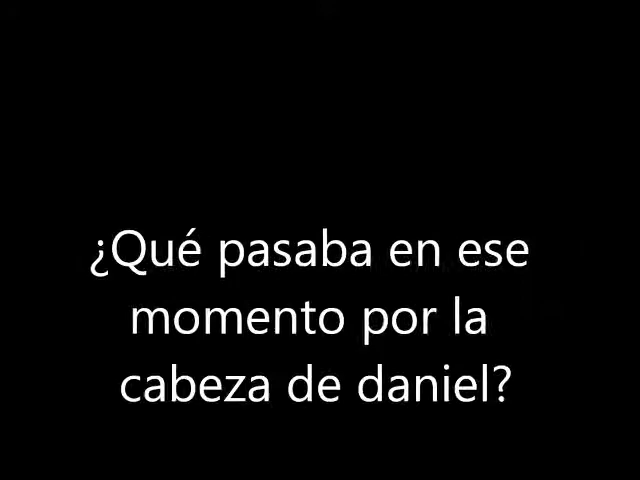 ¿Qué pasaba en ese
momento por la
cabeza de daniel?